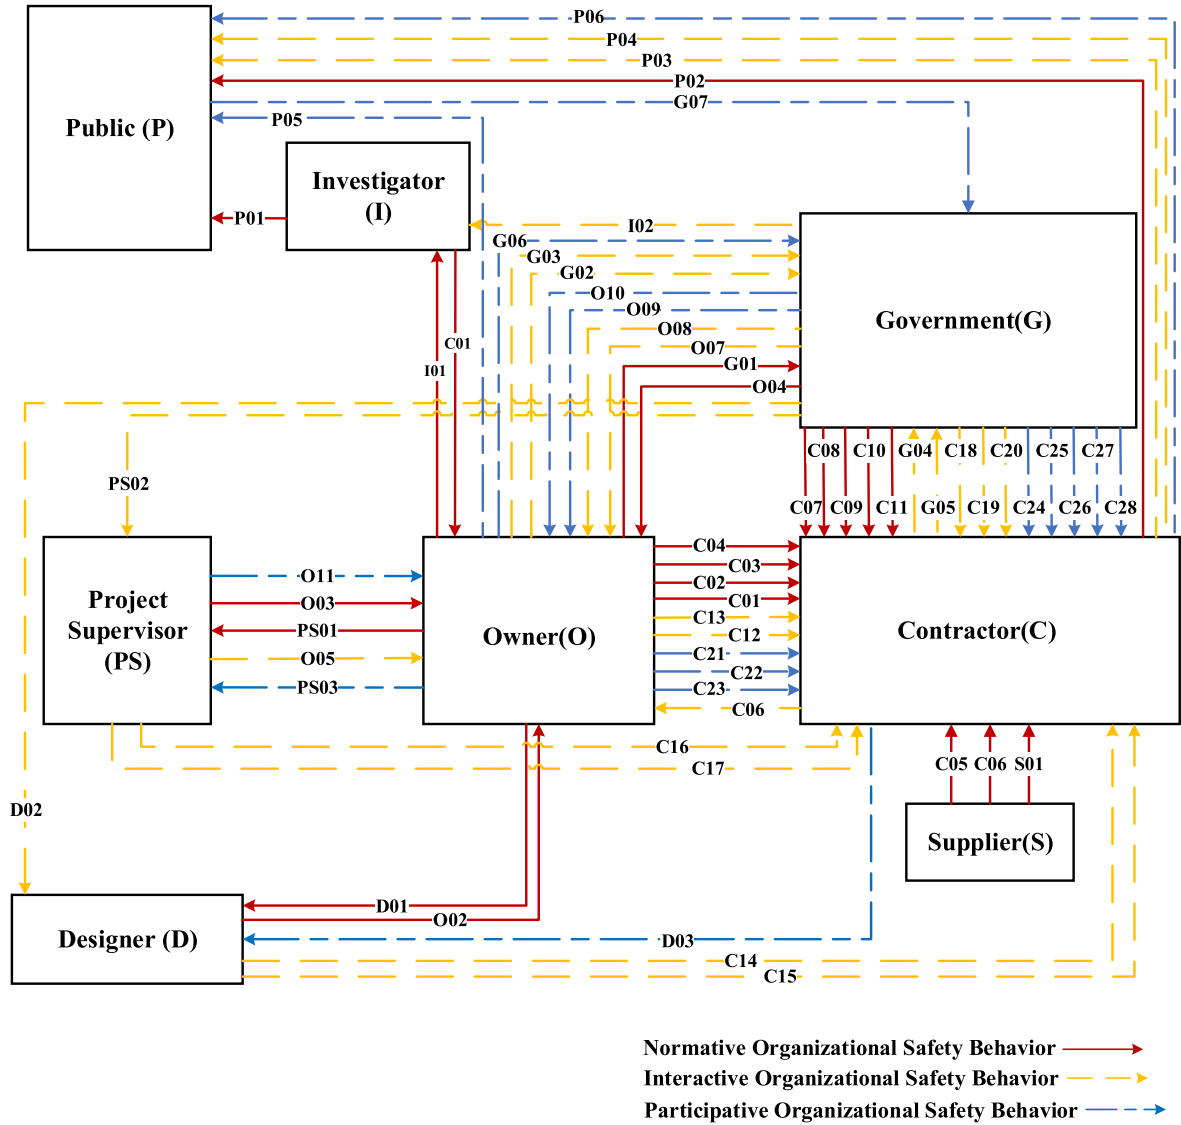 P06
P04
P03
P02
G07
P05
Public (P)
Investigator
(I)
P01
I02
G06
G03
G02
O10
O09
O08
O07
G01
O04
Government(G)
C01
I01
C08
C10
G04
C18
C20
C25
C27
PS02
C07
C09
C11
G05
C19
C24
C26
C28
Project
Supervisor
(PS)
O11
O03
PS01
O05
PS03
Owner(O)
C04
C03
C02
C01
C13
C12
C21
C22
C23
C06
Contractor(C)
C16
C17
C05
C06
S01
D02
Supplier(S)
D01
O02
Designer (D)
D03
C14
C15
Normative Organizational Safety Behavior
Interactive Organizational Safety Behavior
Participative Organizational Safety Behavior